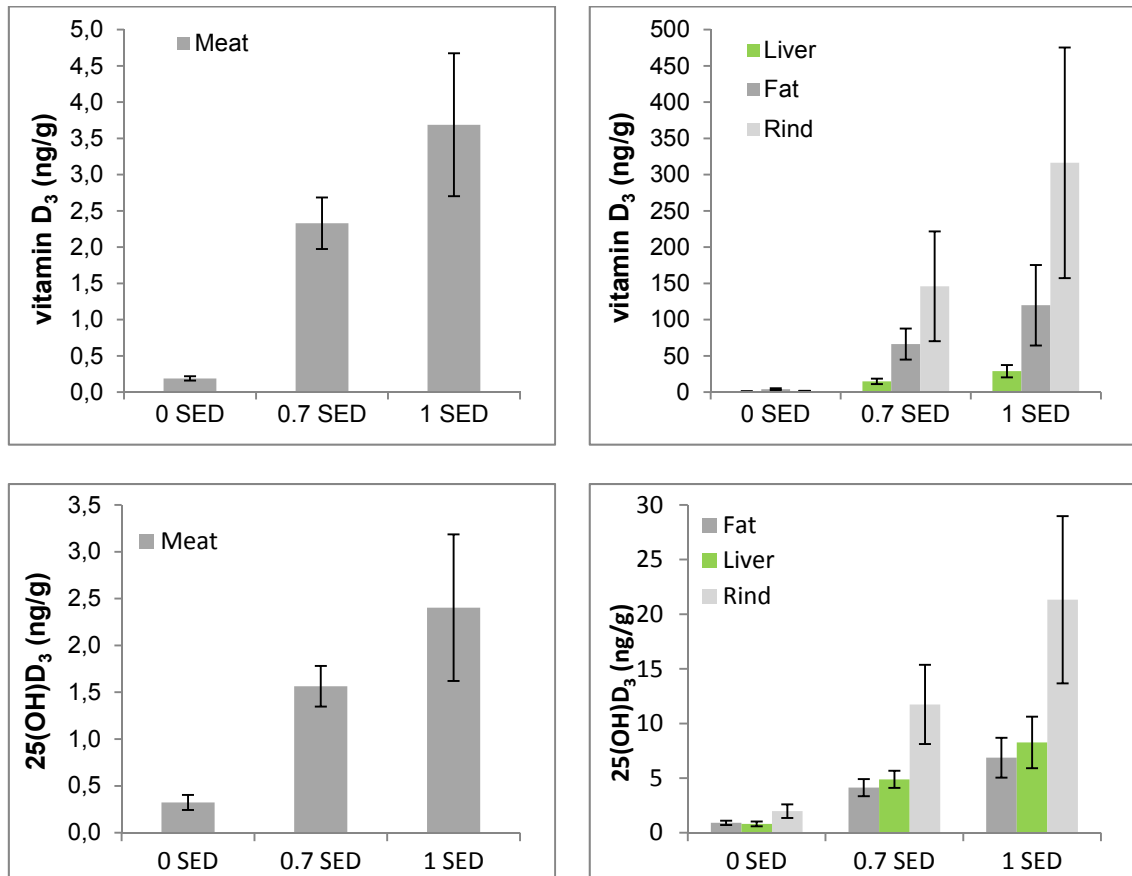 vitamin D₃ (ng/g)
5,0
4,5
4,0
3,5
3,0
2,5
2,0
1,5
1,0
0,5
0,0
Meat
0 SED 0.7 SED 1 SED
vitamin D₃ (ng/g)
500
450
400
350
300
250
200
150
100
50
0
Liver
Fat
Rind
0 SED 0.7 SED 1 SED
25(OH)D₃ (ng/g)
3,5
3,0
2,5
2,0
1,5
1,0
0,5
0,0
Meat
0 SED 0.7 SED 1 SED
25(OH)D₃ (ng/g)
30
25
20
15
10
5
0
Fat
Liver
Rind
0 SED 0.7 SED 1 SED